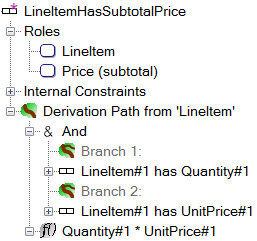 LineItemHasSubtotalPrice
Roles
LineItem
Price (subtotal)
Internal Constraints
Derivation Path from 'LineItem'
& And
Branch 1:
LineItem#1 has Quantity#1
Branch 2:
LineItem#1 has UnitPrice#1
f() Quantity#1 * UnitPrice#1